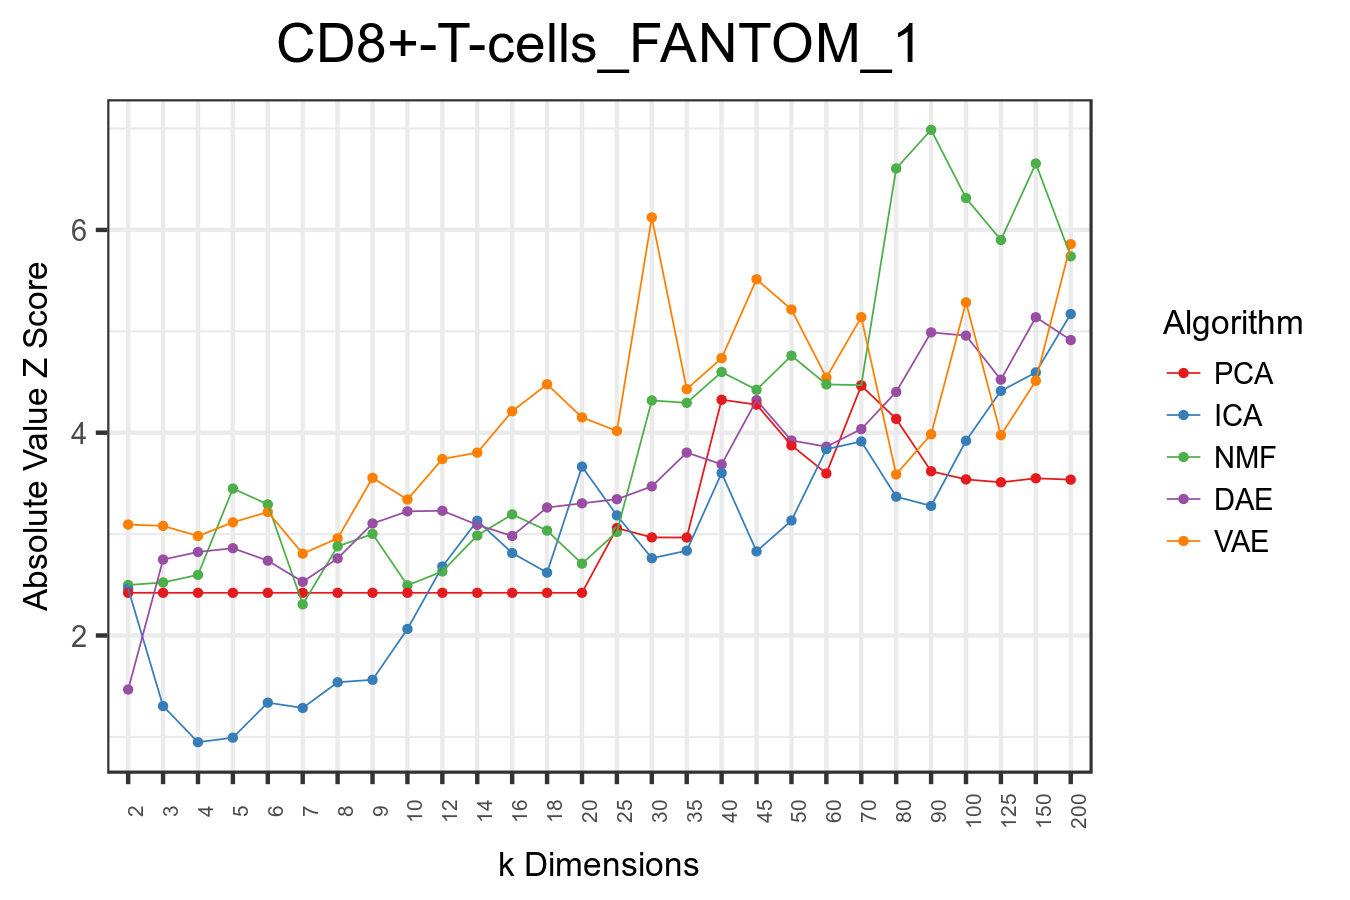 CD8+-T-cells_FANTOM_1
Absolute Value Z Score
6
4
2
2 3 4 5 6 7 8 9 10 12 14 16 18 20 25 30 35 40 45 50 60 70 80 90 100 125 150 200
k Dimensions
Algorithm
PCA
ICA
NMF
DAE
VAE